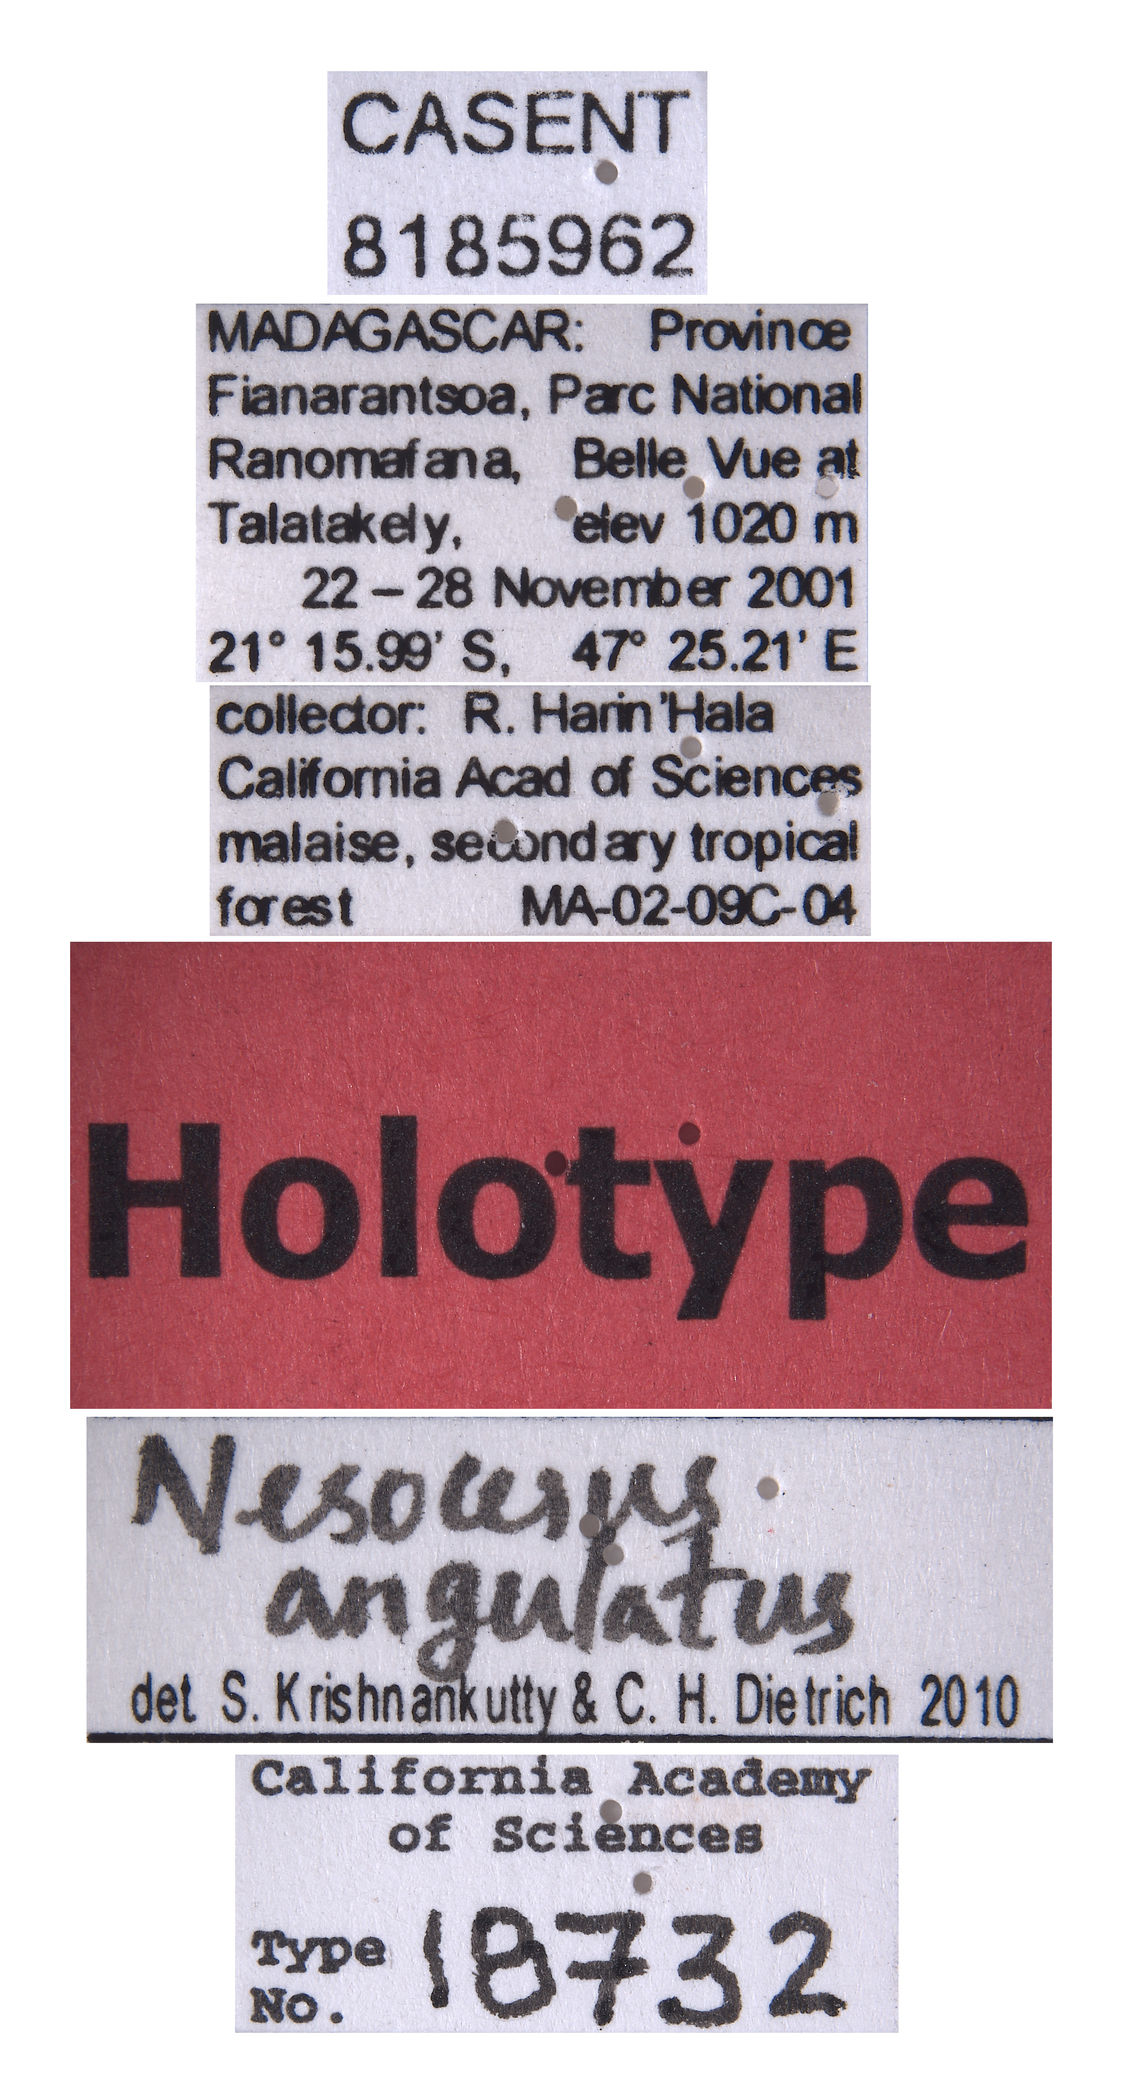 CASENT
8185962
MADAGASCAR: Province
Fianarantsoa, Parc National
Ranomafana, Belle Vue at
Talatakely, elev 1020 m
22 – 28 November 2001
21° 15.99' S, 47° 25.21' E
collector: R. Harin'Hala
California Acad of Sciences
malaise, secondary tropical
forest MA-02-09C-04
Holotype
Nesocerus
angulatus
det. S. Krishnankutty & C. H. Dietrich 2010
California Academy
of Sciences
Type
No. 18732